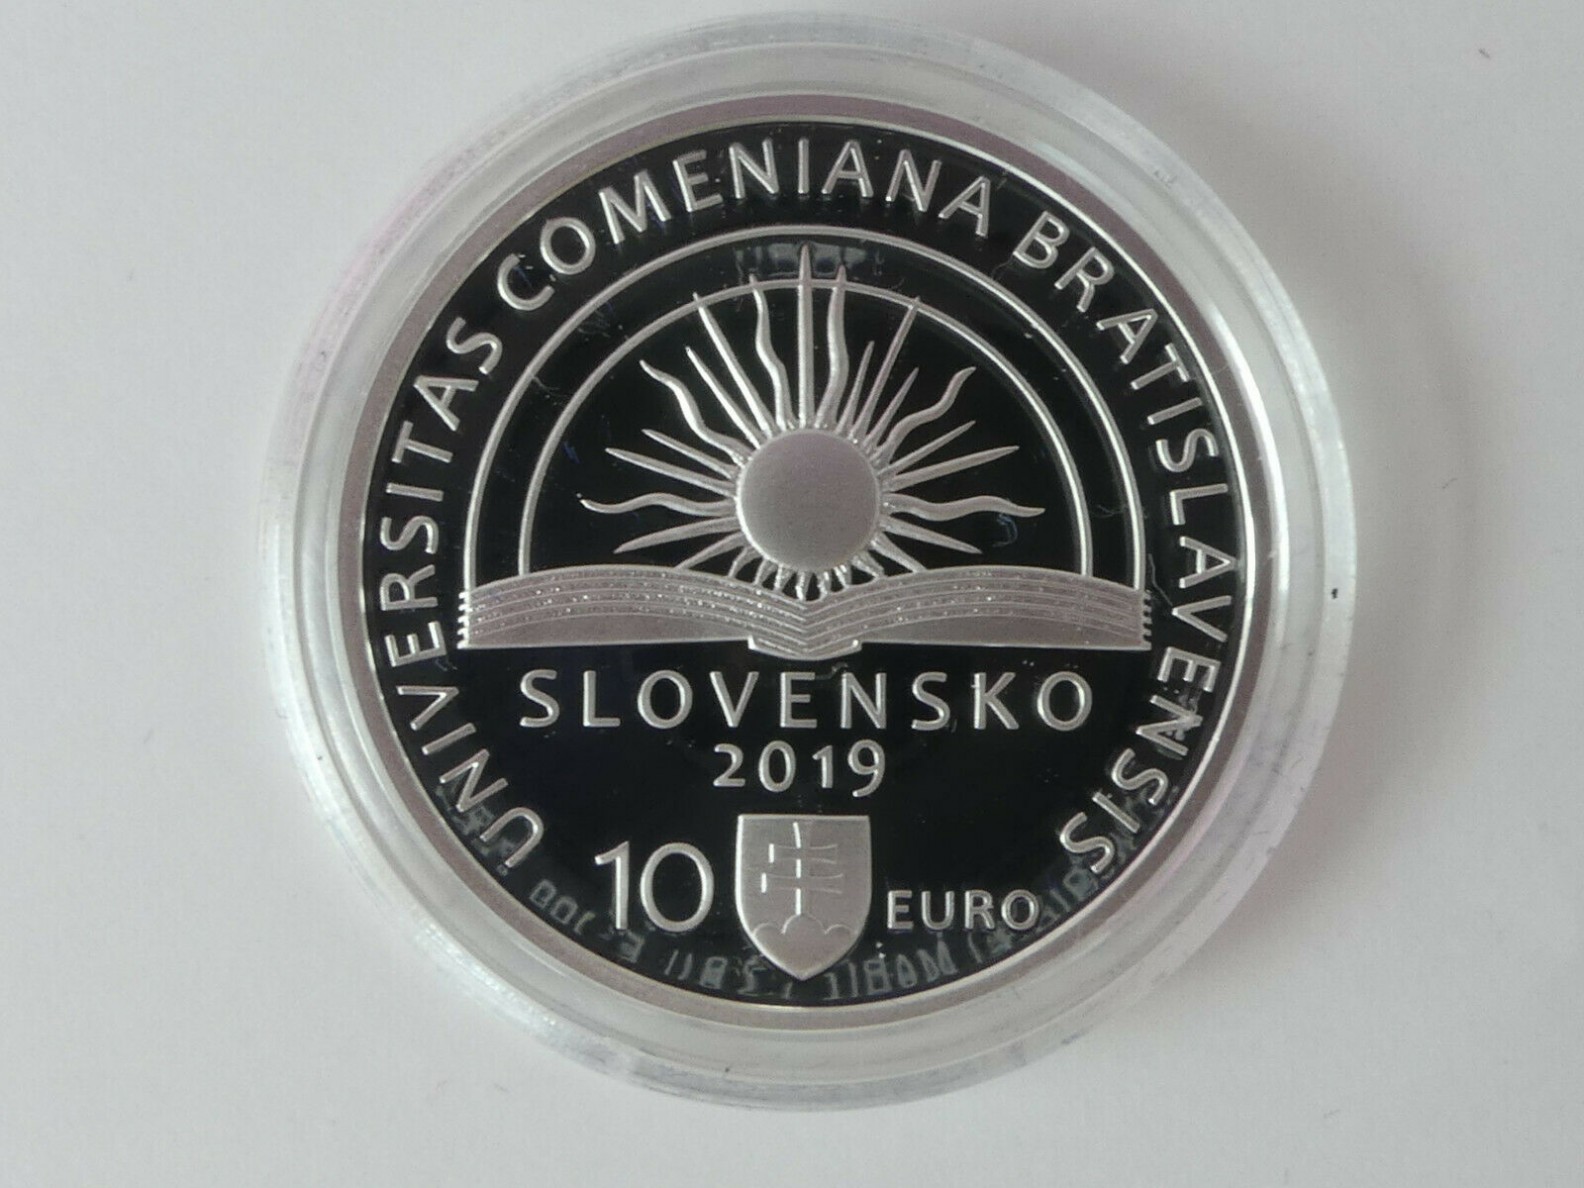 UNIVERSITAS COMENIANA BRATISLAVENSIS
SLOVENSKO
2019
10 EURO